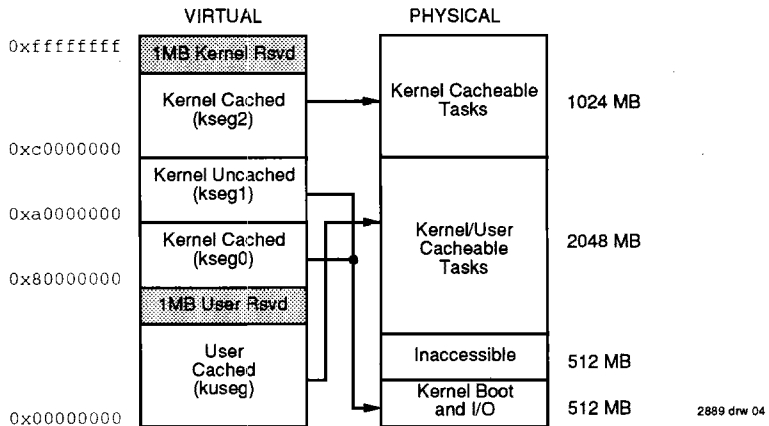 VIRTUAL
PHYSICAL
0xffffffff
1MB Kernel Rsvd
Kernel Cached
(kseg2)
Kernel Cacheable
Tasks
1024 MB
0xc0000000
Kernel Uncached
(kseg1)
0xa0000000
Kernel/User
Cacheable
Tasks
2048 MB
Kernel Cached
(kseg0)
0x80000000
1MB User Rsvd
User
Cached
(kuseg)
Inaccessible
512 MB
Kernel Boot
and I/O
512 MB
0x00000000
2889 drw 04